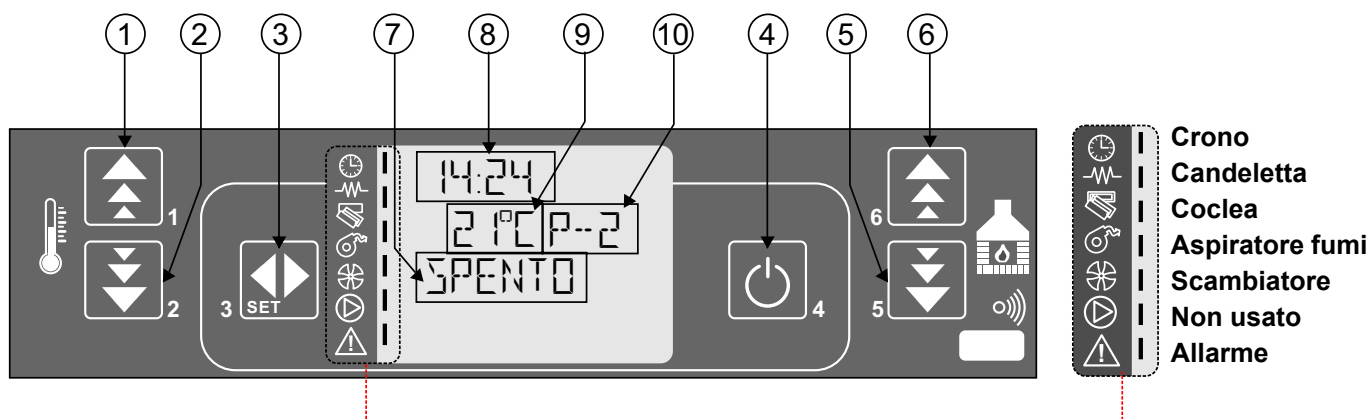 1 2 3 7 8 9 10 4 5 6
14:24
21°C P--2
SPENTO
1
2
3 SET
4
6
5
Crono
Candeletta
Coclea
Aspiratore fumi
Scambiatore
Non usato
Allarme